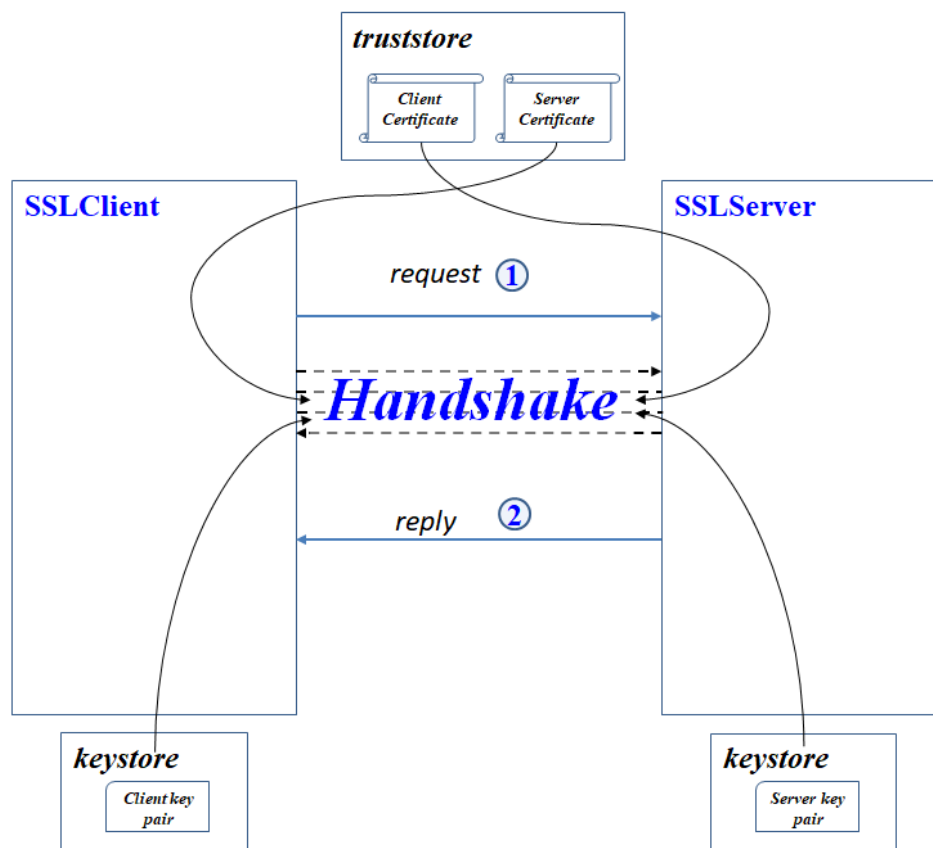 truststore
Client
Certificate
Server
Certificate
SSLClient
SSLServer
request 1
Handshake
reply 2
keystore
Client key
pair
keystore
Server key
pair